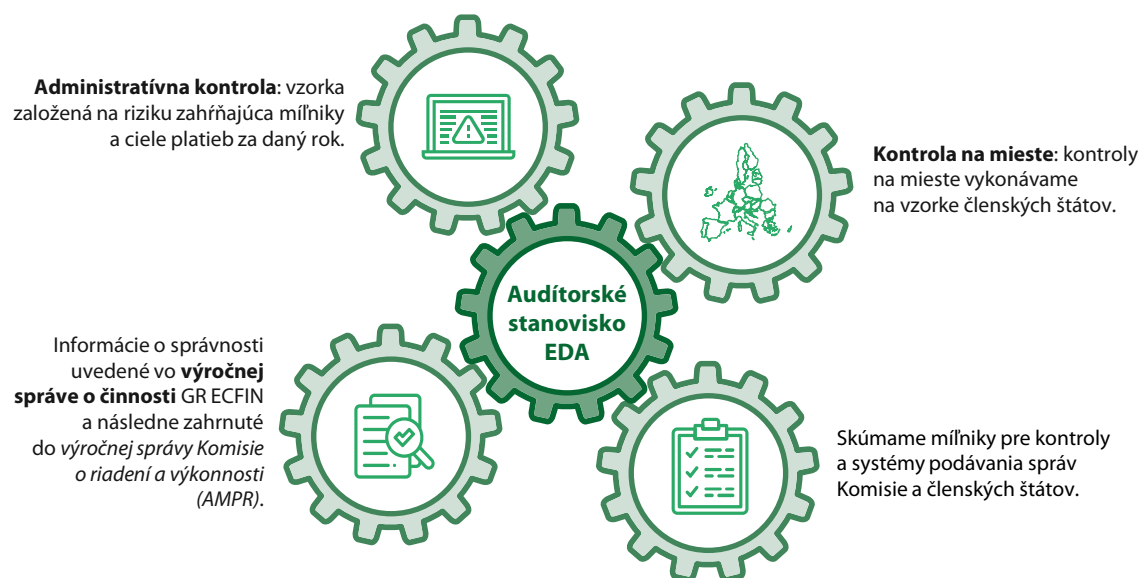 Administratívna kontrola: vzorka
založená na riziku zahŕňajúca míľniky
a ciele platieb za daný rok.
Kontrola na mieste: kontroly
na mieste vykonávame
na vzorke členských štátov.
Audítorské
stanovisko
EDA
Informácie o správnosti
uvedené vo výročnej
správe o činnosti GR ECFIN
a následne zahrnuté
do výročnej správy Komisie
o riadení a výkonnosti
(AMPR).
Skúmame míľniky pre kontroly
a systémy podávania správ
Komisie a členských štátov.